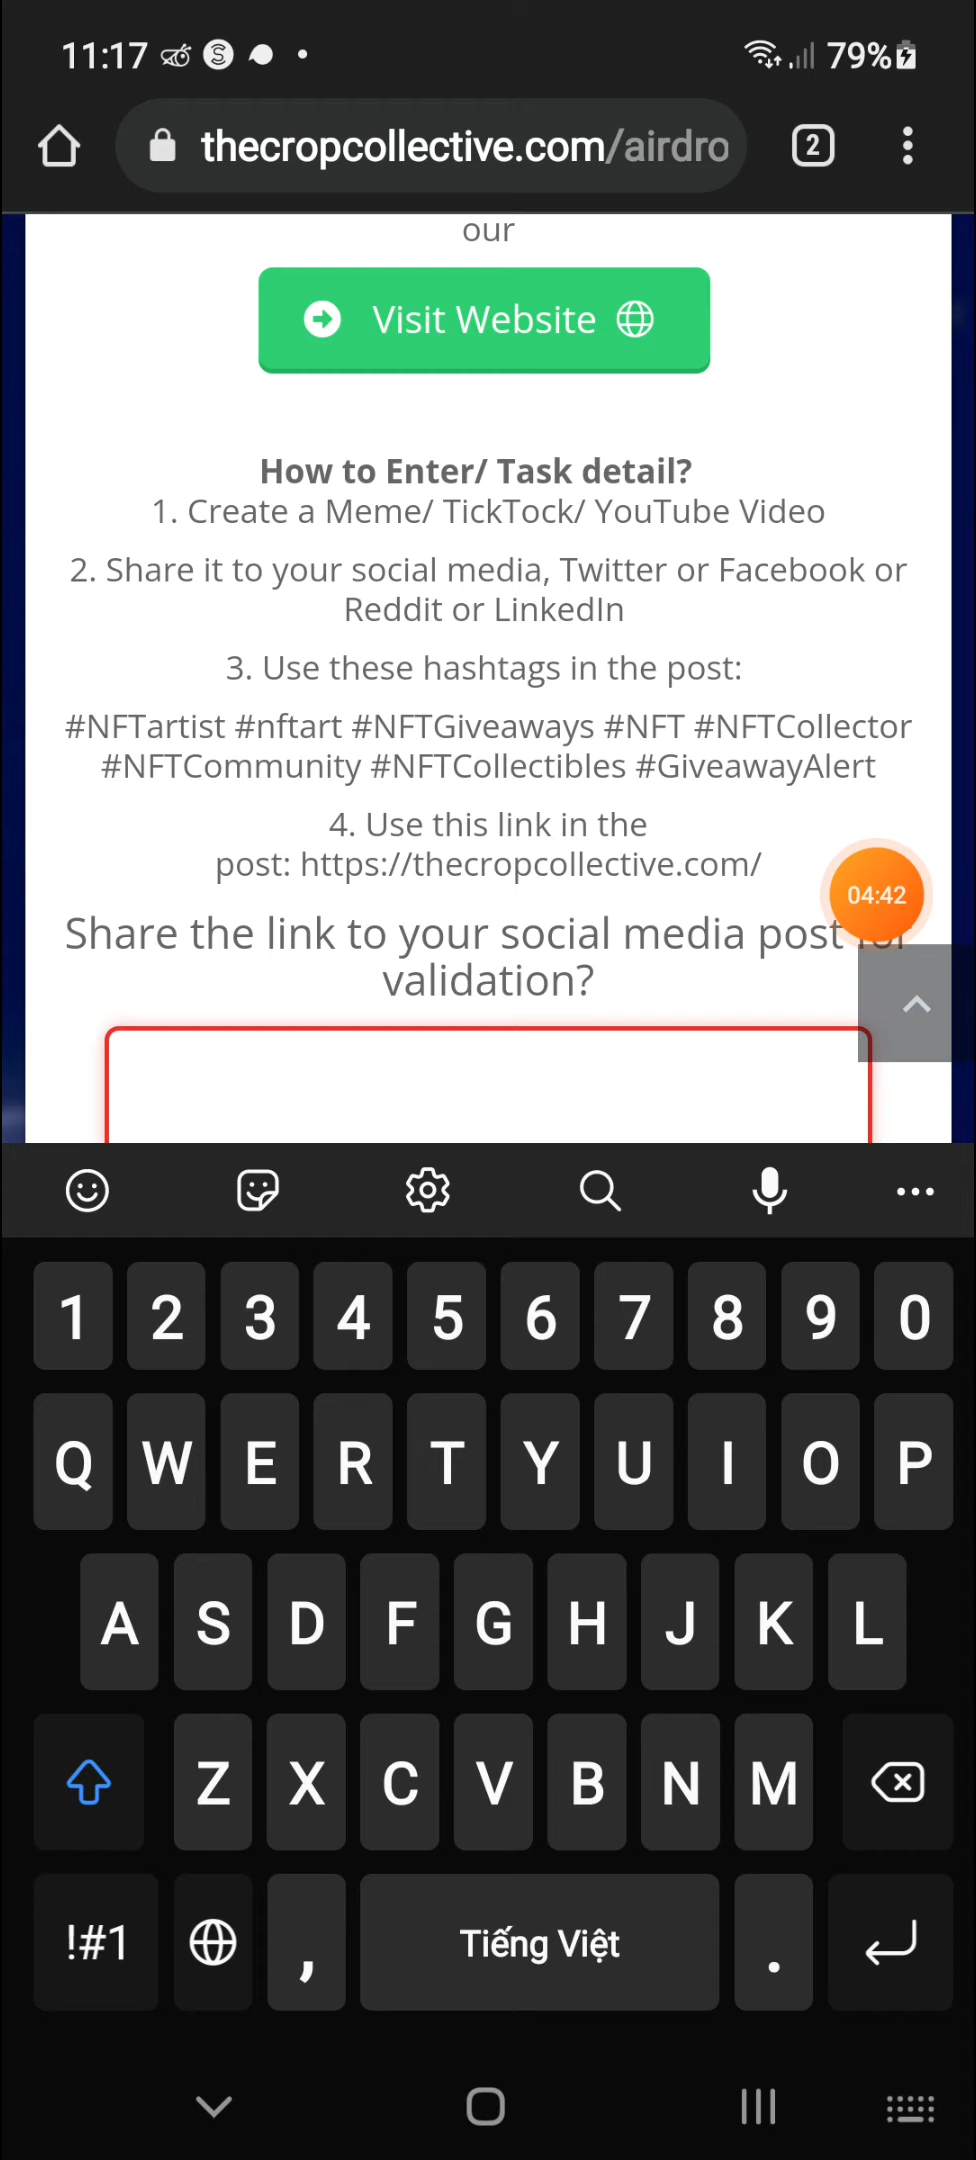 11:17
79%
thecropcollective.com/airdro
2
our
Visit Website
How to Enter/ Task detail?
1. Create a Meme/ TickTock/ YouTube Video
2. Share it to your social media, Twitter or Facebook or
Reddit or LinkedIn
3. Use these hashtags in the post:
#NFTartist #nftart #NFTGiveaways #NFT #NFTCollector
#NFTCommunity #NFTCollectibles #GiveawayAlert
4. Use this link in the
post: https://thecropcollective.com/
04:42
Share the link to your social media post for
validation?
1 2 3 4 5 6 7 8 9 0
Q W E R T Y U I O P
A S D F G H J K L
Z X C V B N M
!#1 , Tiếng Việt .